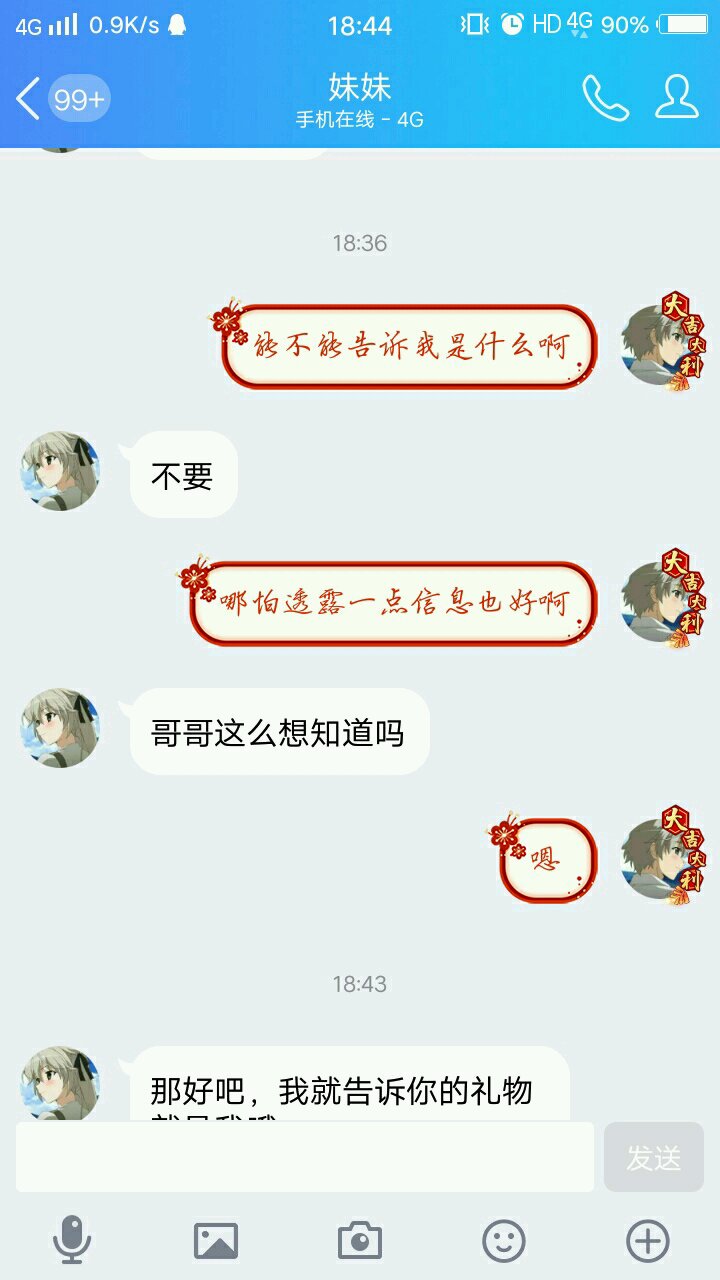 4G 0.9K/s 18:44 HD 4G 90%
99+ 妹妹
手机在线 - 4G
18:36
能不能告诉我是什么啊
大吉大利
不要
哪怕透露一点信息也好啊
大吉大利
哥哥这么想知道吗
嗯
大吉大利
18:43
那好吧，我就告诉你的礼物
就是我哦
发送